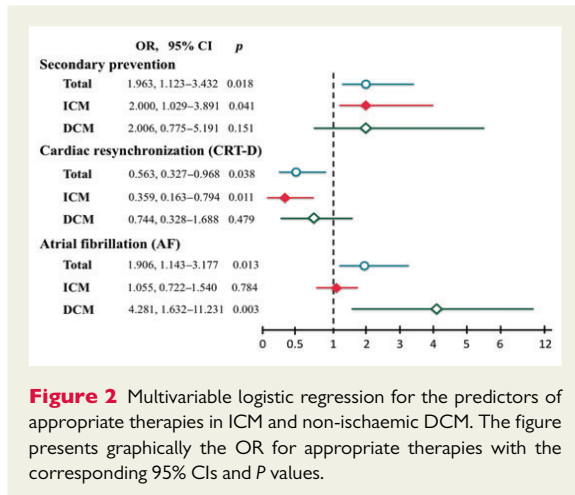 OR, 95% CI p
Secondary prevention
Total 1.963, 1.123–3.432 0.018
ICM 2.000, 1.029–3.891 0.041
DCM 2.006, 0.775–5.191 0.151
Cardiac resynchronization (CRT-D)
Total 0.563, 0.327–0.968 0.038
ICM 0.359, 0.163–0.794 0.011
DCM 0.744, 0.328–1.688 0.479
Atrial fibrillation (AF)
Total 1.906, 1.143–3.177 0.013
ICM 1.055, 0.722–1.540 0.784
DCM 4.281, 1.632–11.231 0.003
0 0.5 1 2 3 4 5 6 12
Figure 2 Multivariable logistic regression for the predictors of
appropriate therapies in ICM and non-ischaemic DCM. The figure
presents graphically the OR for appropriate therapies with the
corresponding 95% CIs and P values.